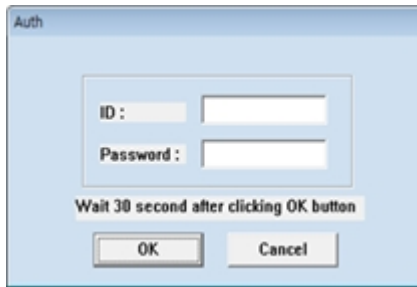 Auth
ID :
Password :
Wait 30 second after clicking OK button
OK
Cancel